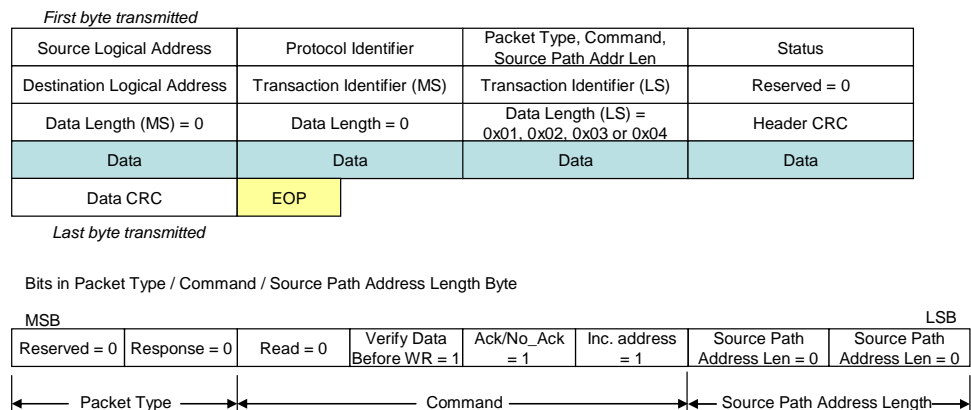 First byte transmitted
Source Logical Address Protocol Identifier Packet Type, Command, Source Path Addr Len Status
Destination Logical Address Transaction Identifier (MS) Transaction Identifier (LS) Reserved = 0
Data Length (MS) = 0 Data Length = 0 Data Length (LS) = 0x01, 0x02, 0x03 or 0x04 Header CRC
Data Data Data Data
Data CRC EOP
Last byte transmitted
Bits in Packet Type / Command / Source Path Address Length Byte
MSB LSB
Reserved = 0 Response = 0 Read = 0 Verify Data Before WR = 1 Ack/No_Ack = 1 Inc. address = 1 Source Path Address Len = 0 Source Path Address Len = 0
Packet Type Command Source Path Address Length